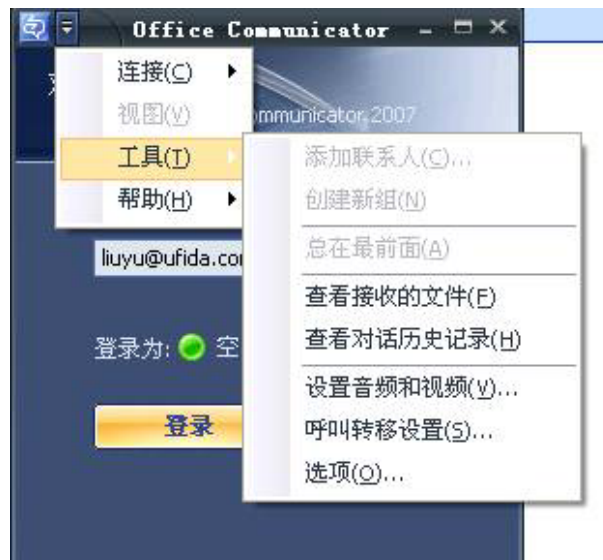 Office Communicator
连接(C)
视图(V)
mmunicator 2007
工具(T)
帮助(H)
添加联系人(C)...
创建新组(N)
总在最前面(A)
查看接收的文件(F)
查看对话历史记录(H)
设置音频和视频(V)...
呼叫转移设置(S)...
选项(O)...
liuyu@ufida.com
登录为: 空
登录